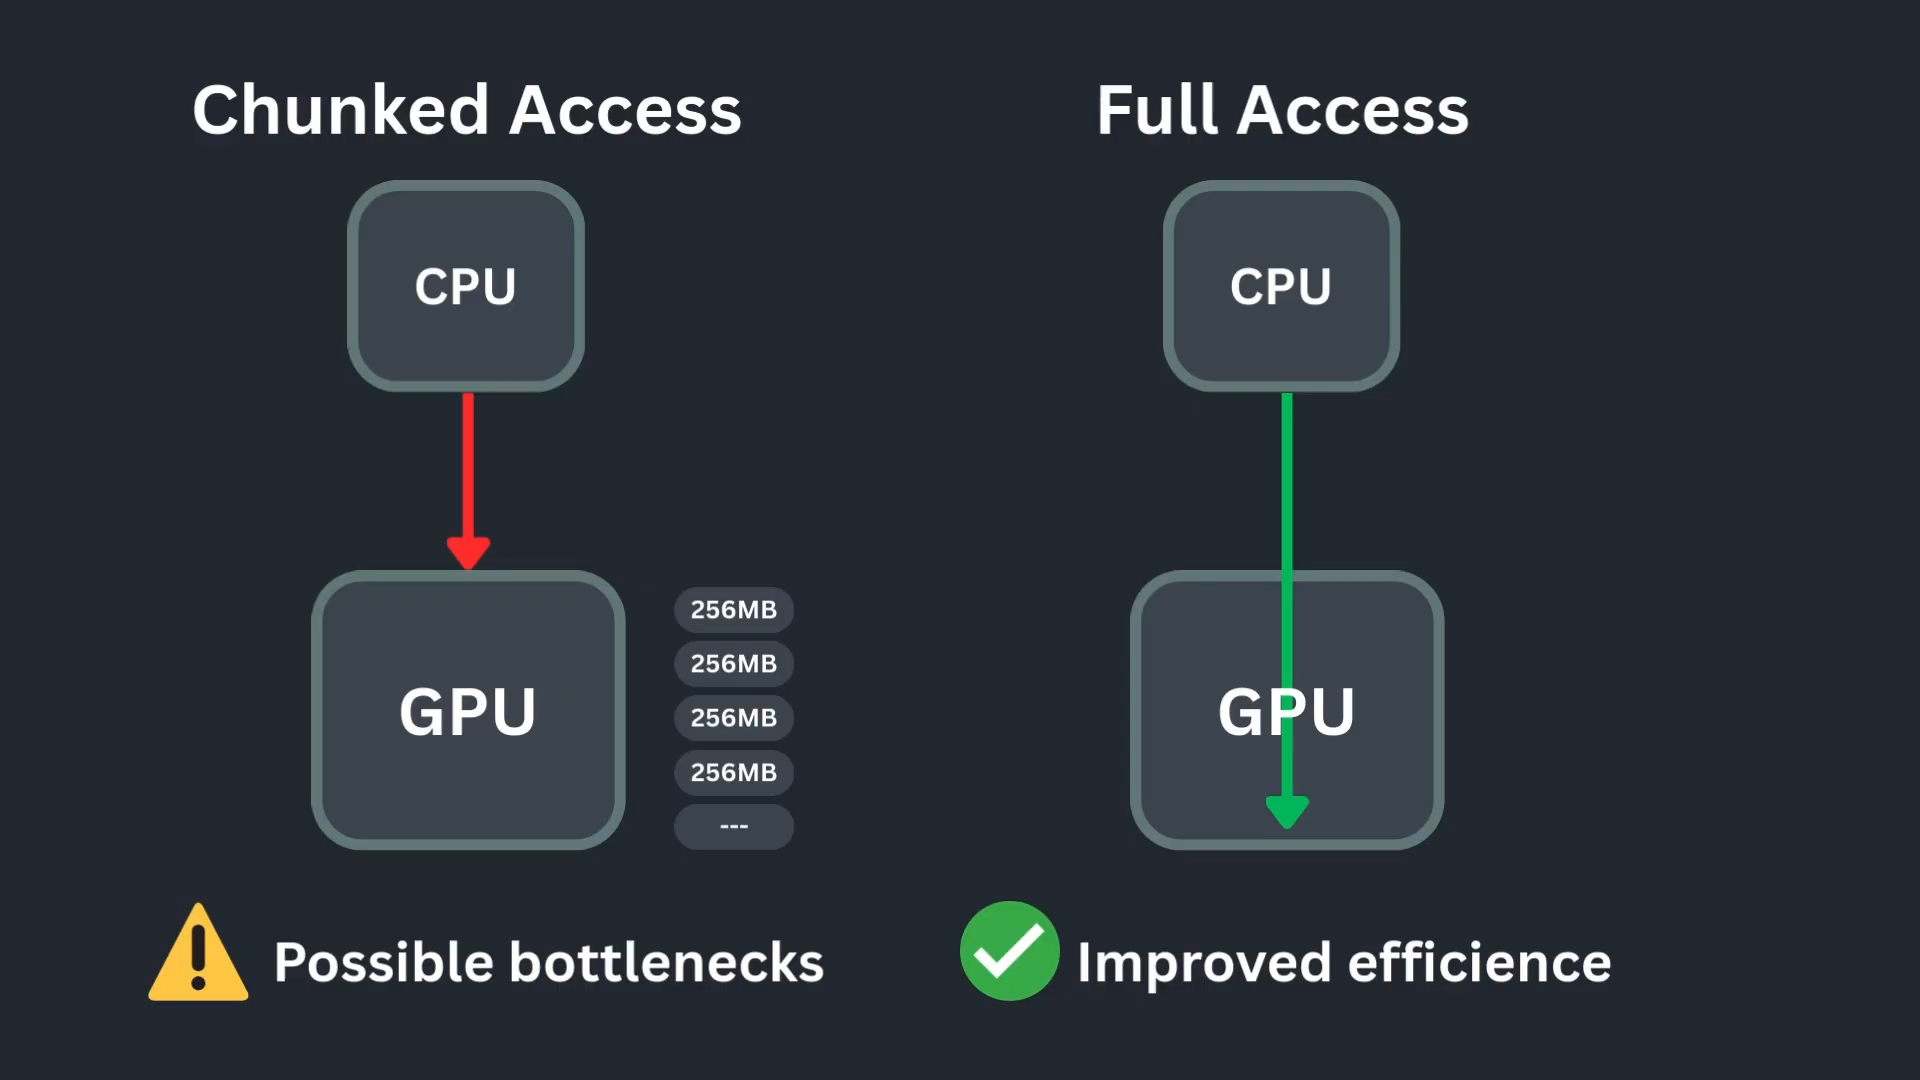 Chunked Access
CPU
GPU
256MB
256MB
256MB
256MB
---
Possible bottlenecks
Full Access
CPU
GPU
Improved efficience